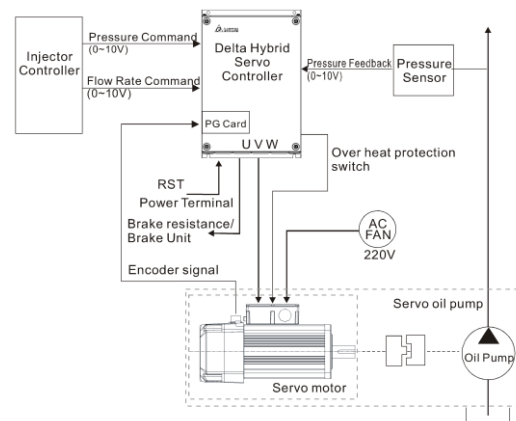 Injector
Controller
Pressure Command
(0~10V)
Flow Rate Command
(0~10V)
Delta Hybrid
Servo
Controller
PG Card
U V W
Pressure Feedback
(0~10V)
Pressure
Sensor
Over heat protection
switch
RST
Power Terminal
Brake resistance/
Brake Unit
AC
FAN
220V
Encoder signal
Servo oil pump
Oil Pump
Servo motor